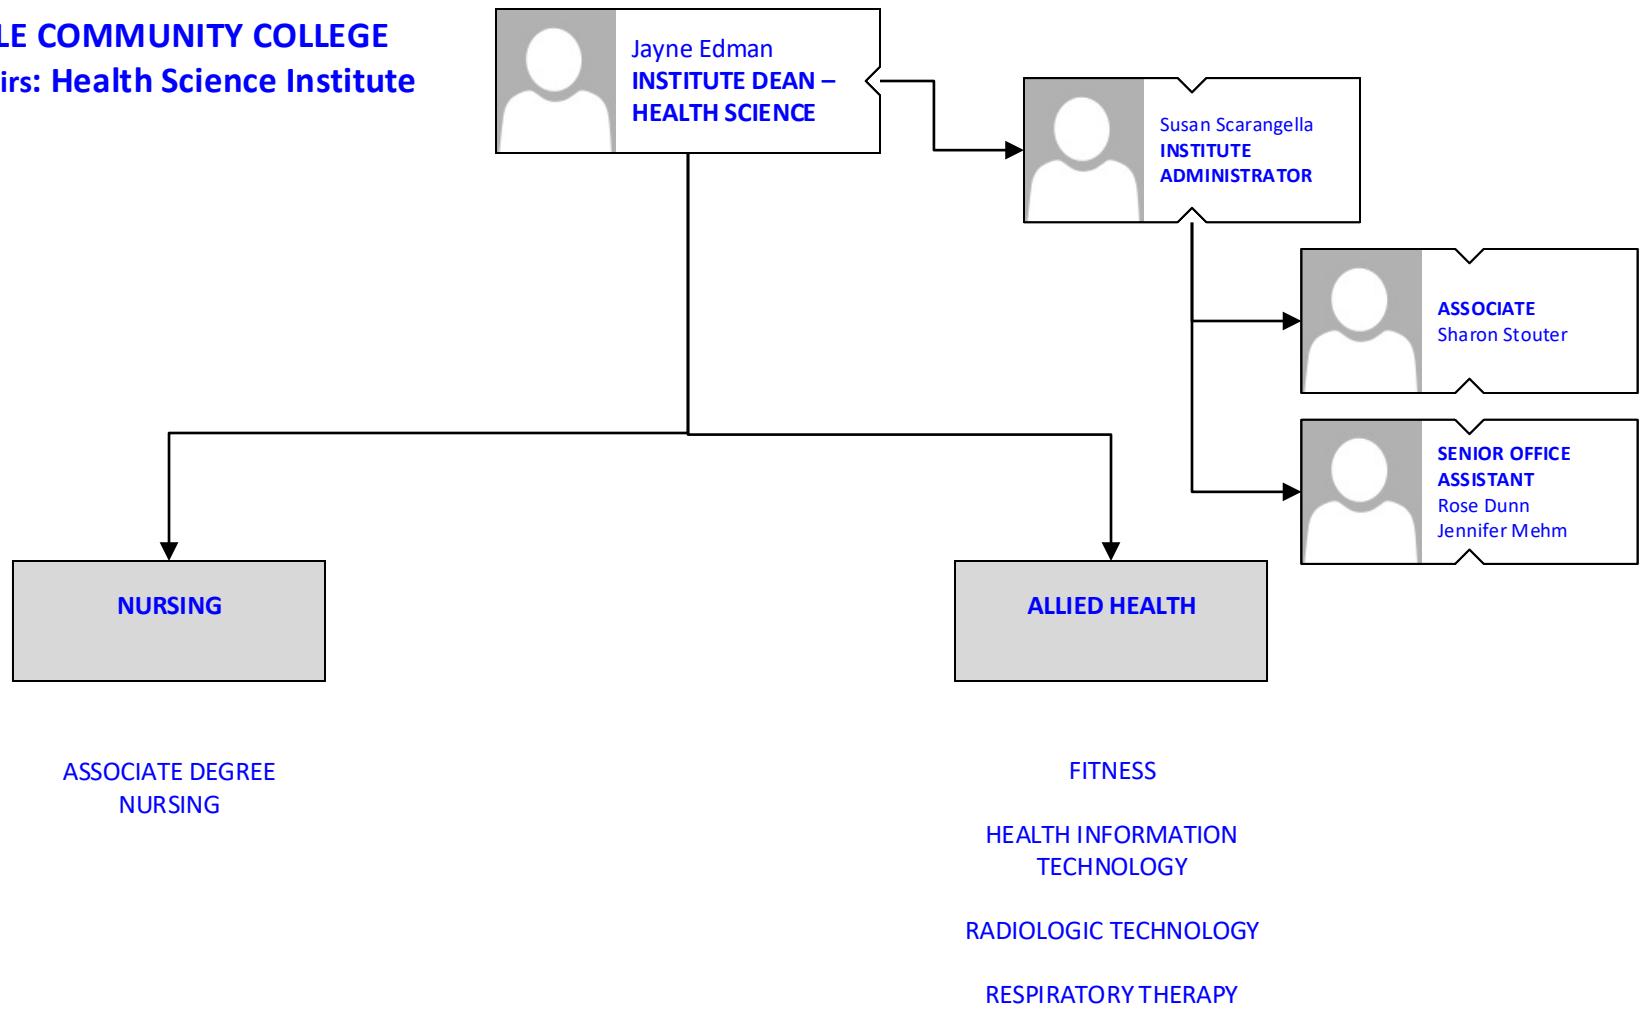 COMMUNITY COLLEGE
: Health Science Institute
Jayne Edman
INSTITUTE DEAN –
HEALTH SCIENCE
Susan Scarangella
INSTITUTE
ADMINISTRATOR
ASSOCIATE
Sharon Stouter
SENIOR OFFICE
ASSISTANT
Rose Dunn
Jennifer Mehm
NURSING
ALLIED HEALTH
ASSOCIATE DEGREE
NURSING
FITNESS
HEALTH INFORMATION
TECHNOLOGY
RADIOLOGIC TECHNOLOGY
RESPIRATORY THERAPY